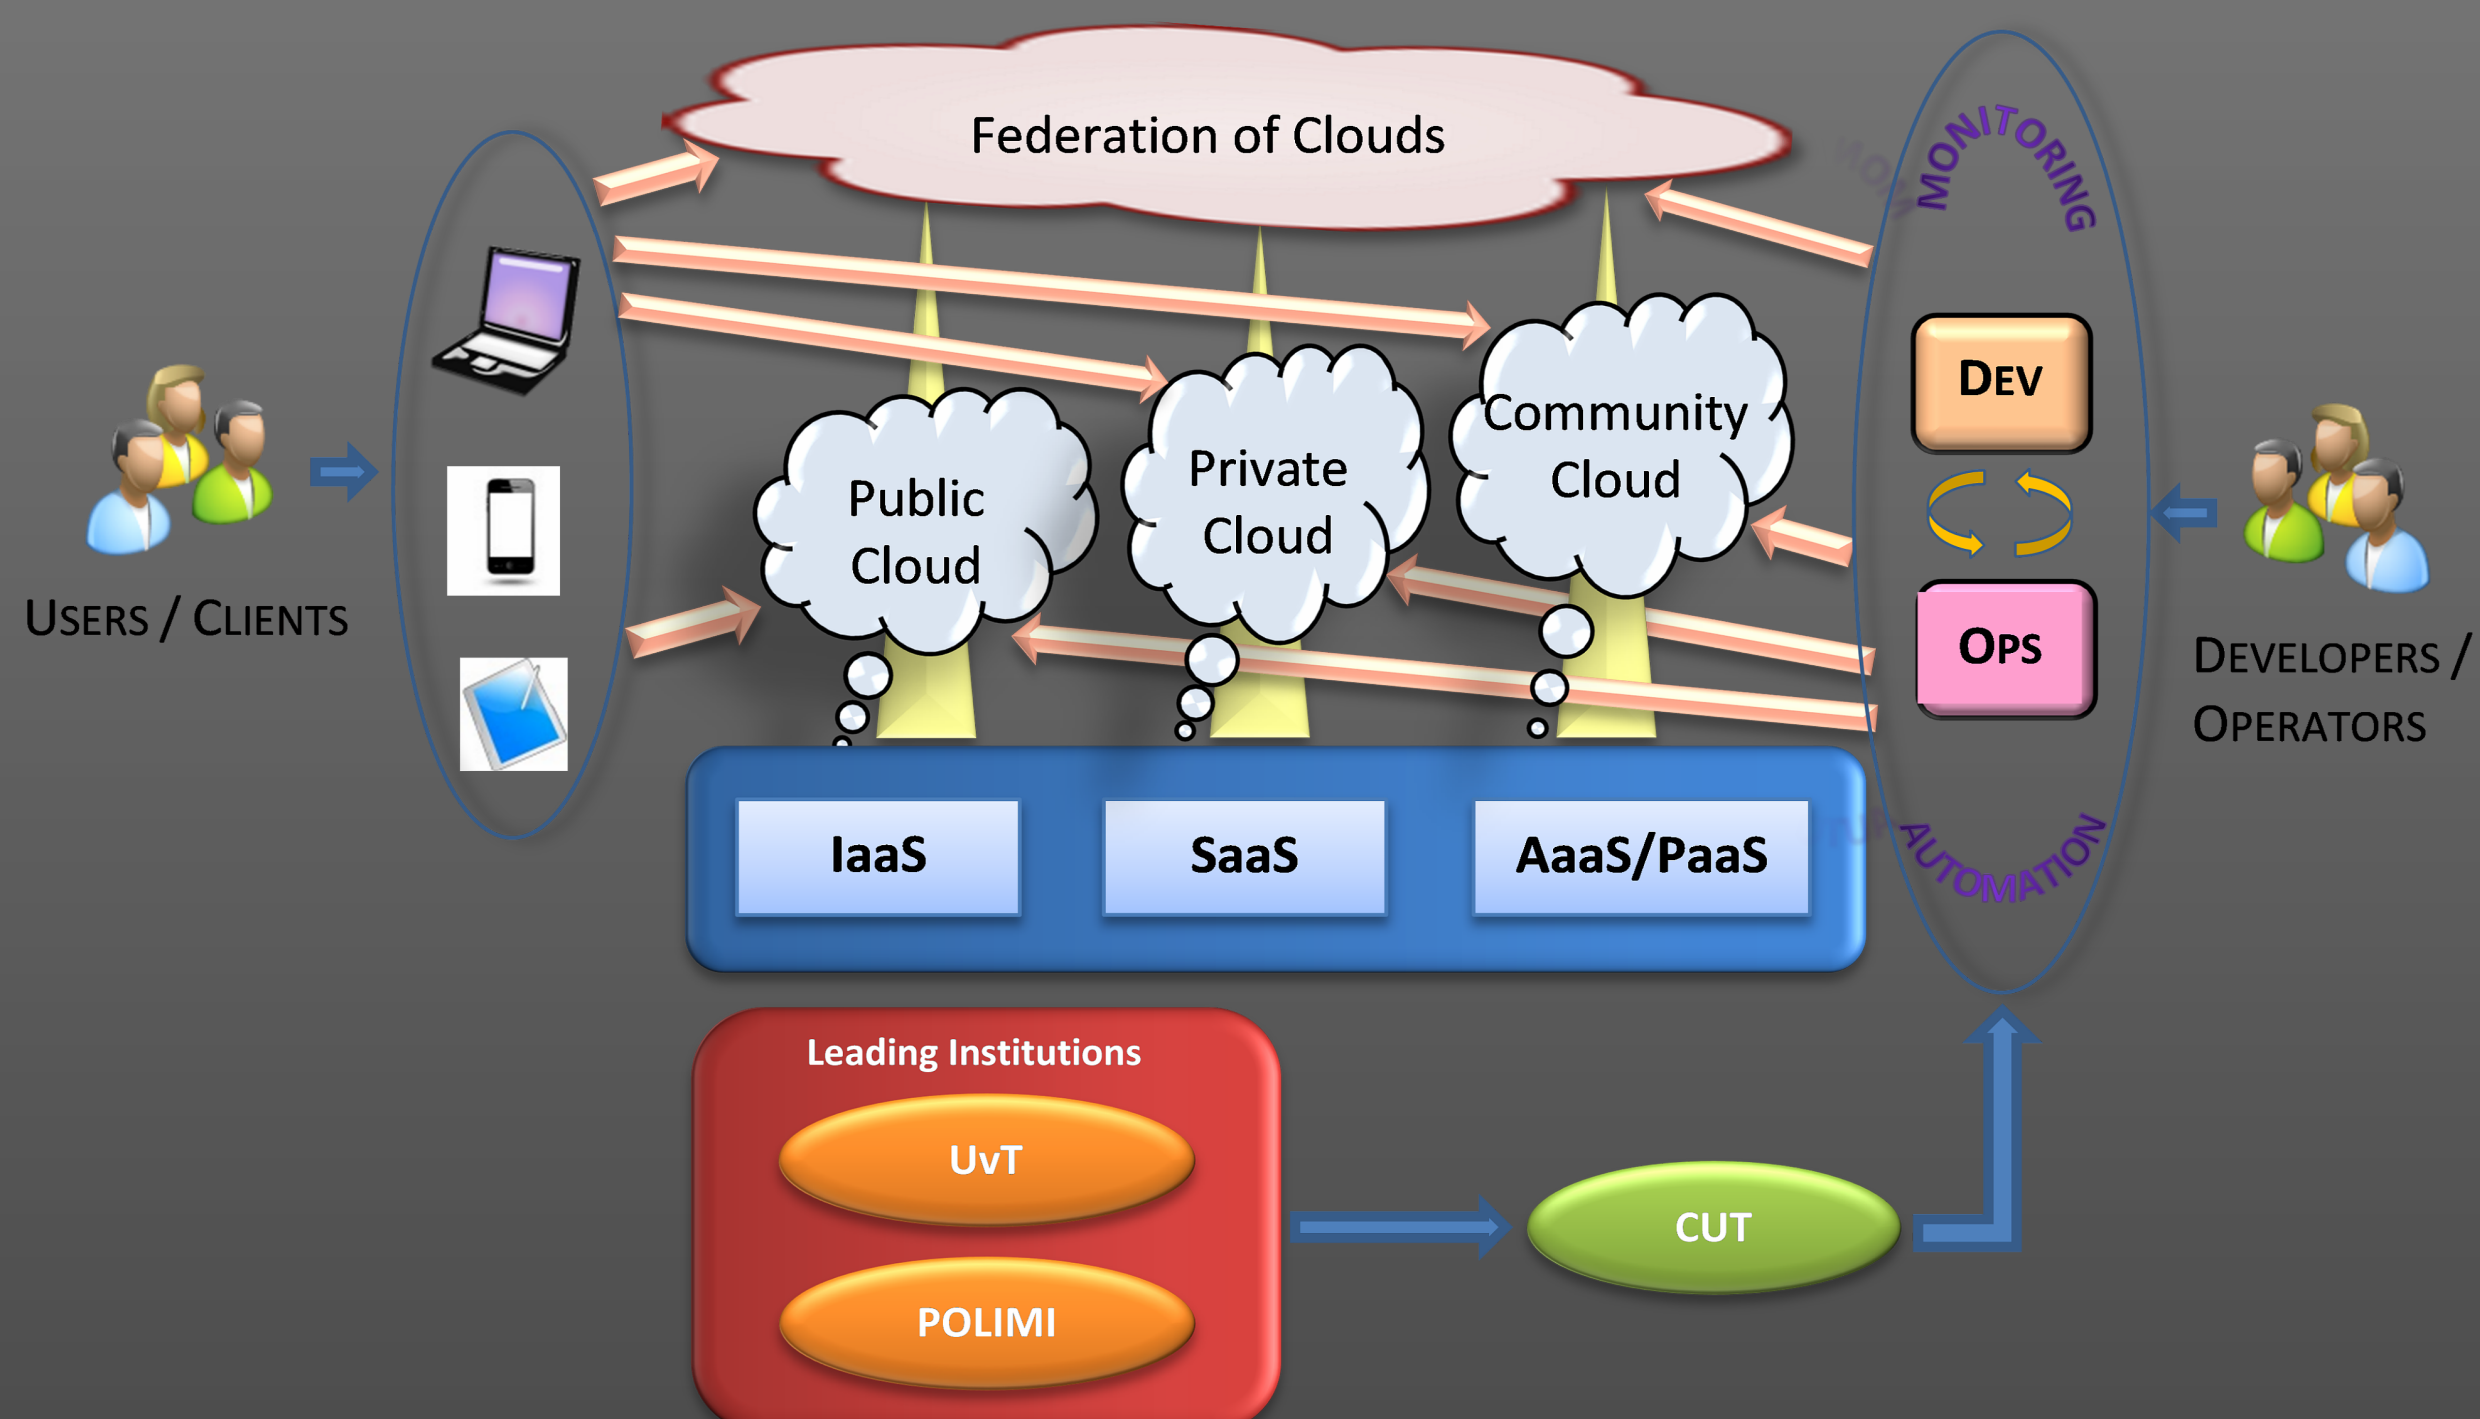 Federation of Clouds
MONITORING
DEV
OPS
AUTOMATION
USERS / CLIENTS
DEVELOPERS /
OPERATORS
Public
Cloud
Private
Cloud
Community
Cloud
IaaS
SaaS
AaaS/PaaS
Leading Institutions
UvT
POLIMI
CUT